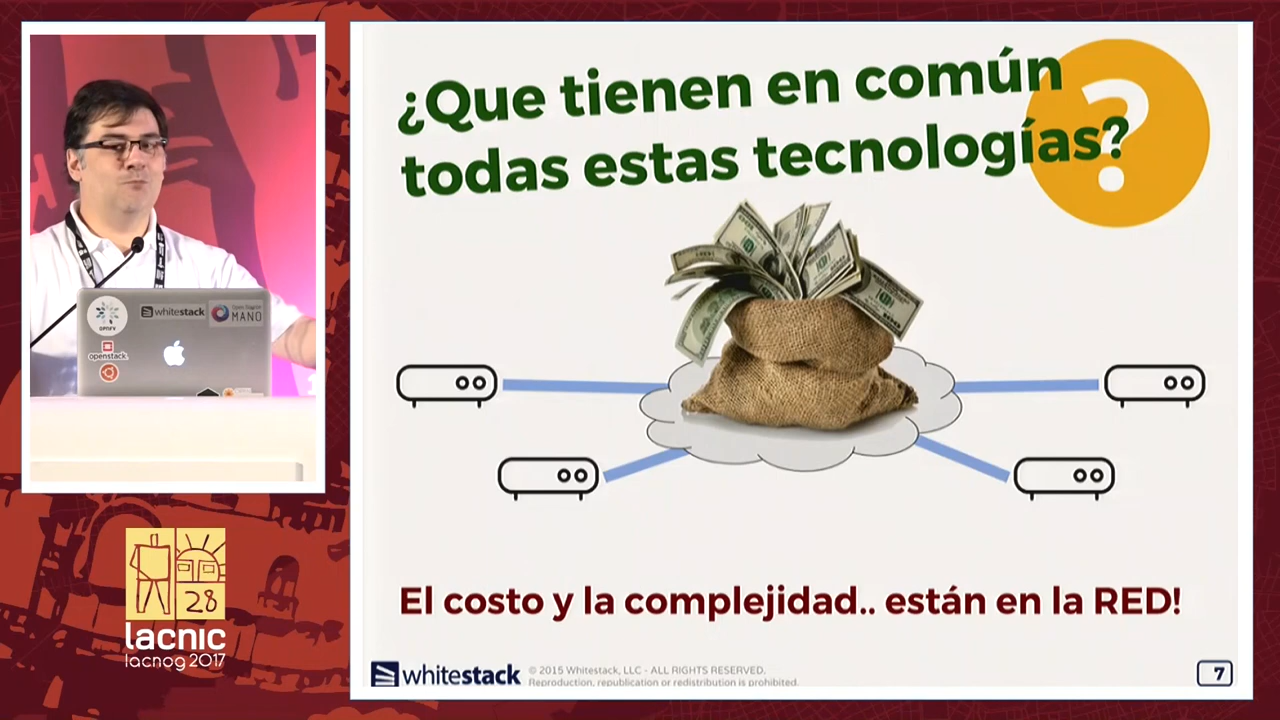 ¿Que tienen en común
todas estas tecnologías?
?
El costo y la complejidad.. están en la RED!
whitestack
© 2015 Whitestack, LLC - ALL RIGHTS RESERVED.
Reproduction, republication or redistribution is prohibited.
7
OPNFV
whitestack
Open Source
MANO
openstack
28
lacnic
lacnog 2017